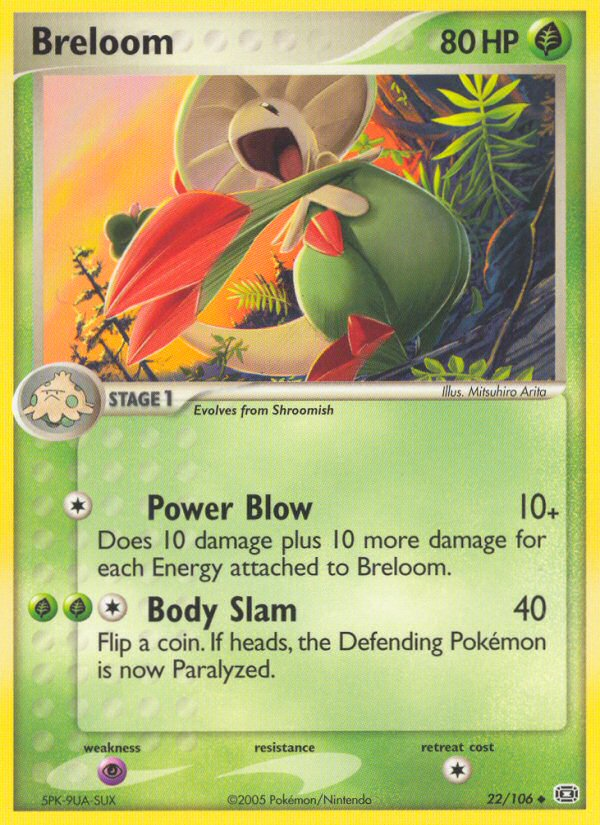 Breloom 80 HP
Illus. Mitsuhiro Arita
STAGE 1
Evolves from Shroomish
Power Blow 10+
Does 10 damage plus 10 more damage for
each Energy attached to Breloom.
Body Slam 40
Flip a coin. If heads, the Defending Pokémon
is now Paralyzed.
weakness resistance retreat cost
5PK-9UA-SUX ©2005 Pokémon/Nintendo 22/106